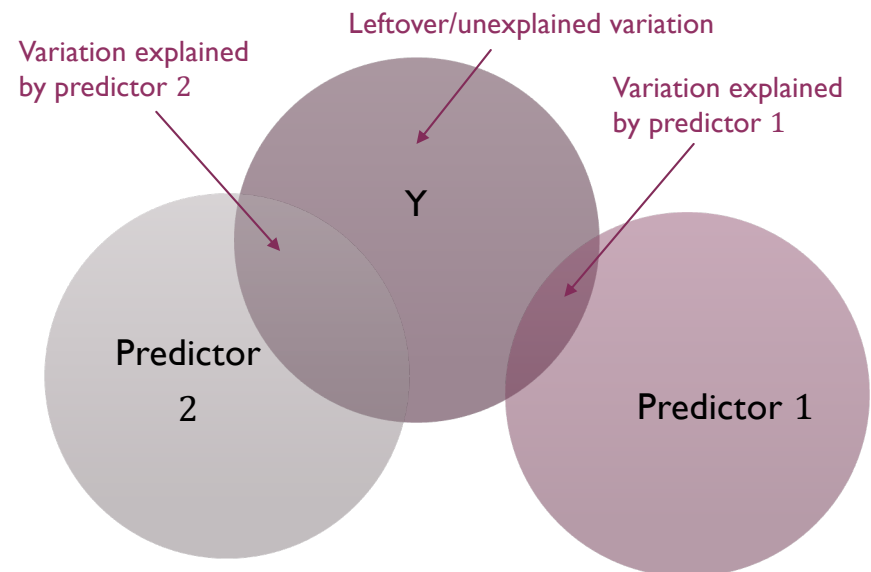 Leftover/unexplained variation
Variation explained
by predictor 2
Variation explained
by predictor 1
Y
Predictor
2
Predictor 1